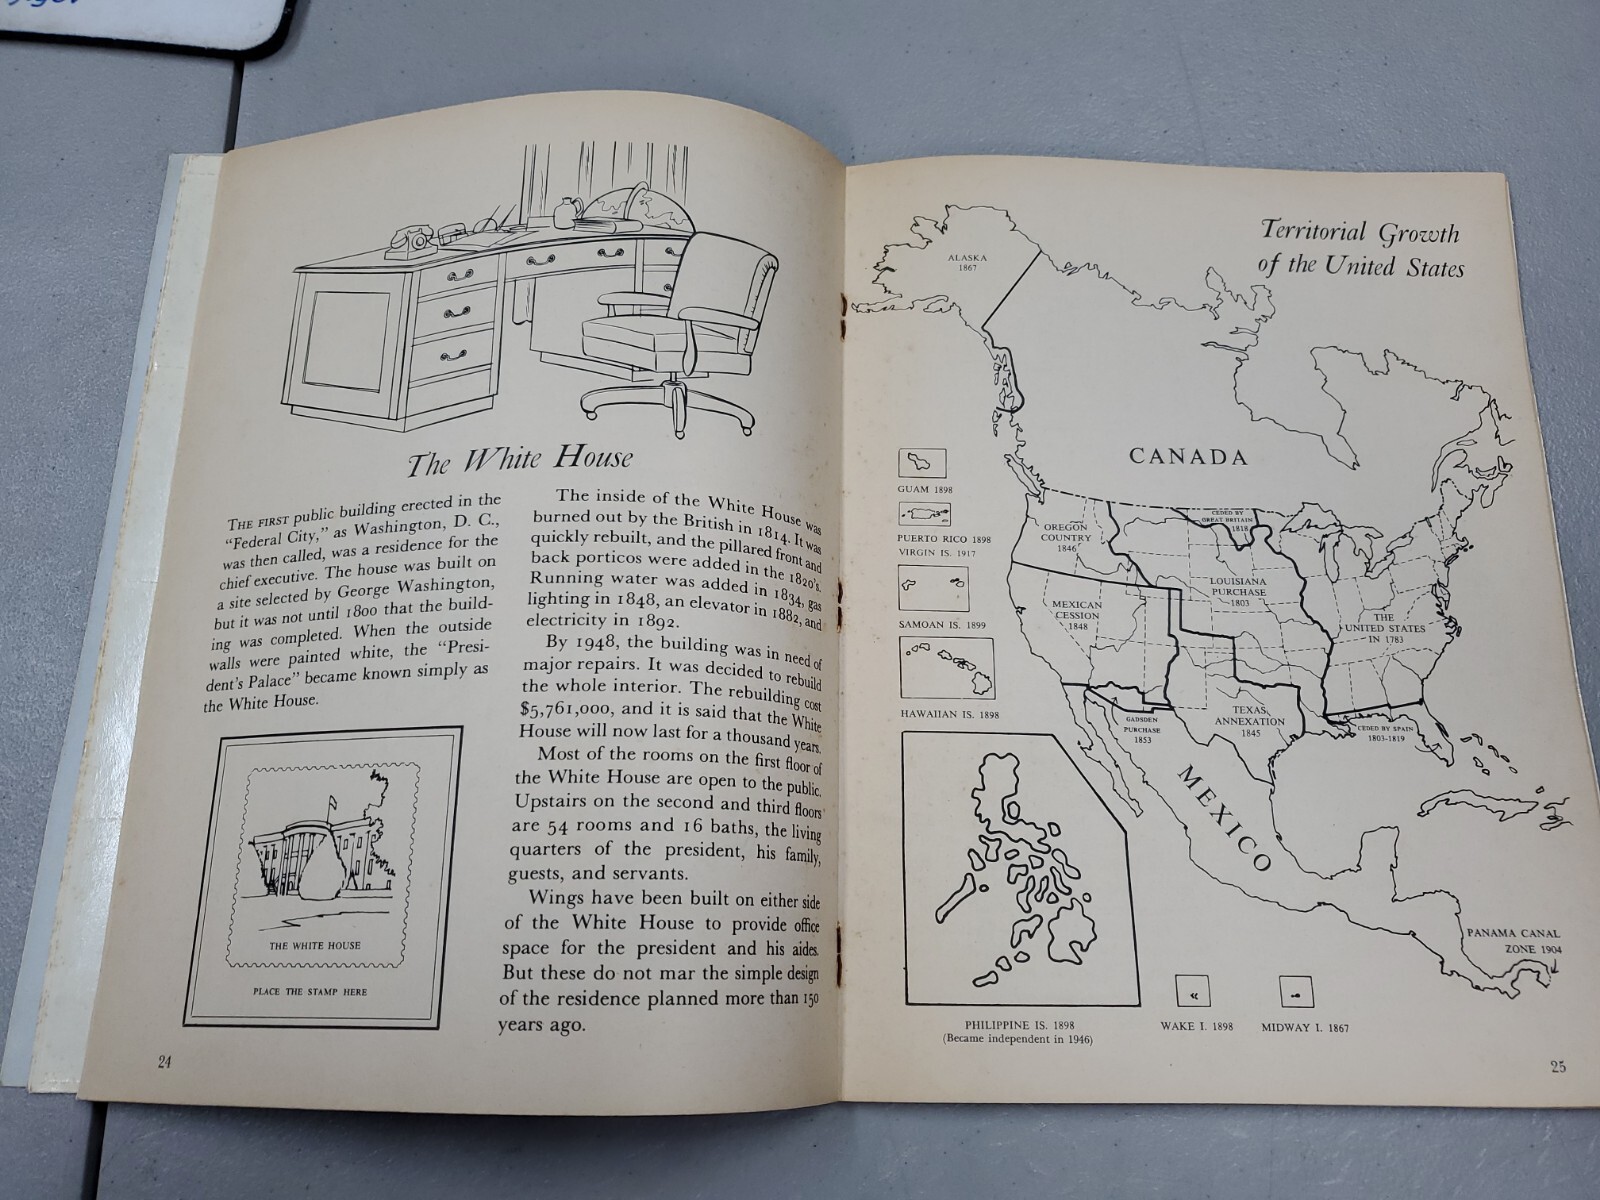 The White House
THE FIRST public building erected in the
"Federal City," as Washington, D. C.,
was then called, was a residence for the
chief executive. The house was built on
a site selected by George Washington,
but it was not until 1800 that the build-
ing was completed. When the outside
walls were painted white, the "Presi-
dent's Palace" became known simply as
the White House.
THE WHITE HOUSE
PLACE THE STAMP HERE
24
The inside of the White House was
burned out by the British in 1814. It was
quickly rebuilt, and the pillared front and
back porticos were added in the 1820's.
Running water was added in 1834, gas
lighting in 1848, an elevator in 1882, and
electricity in 1892.
By 1948, the building was in need of
major repairs. It was decided to rebuild
the whole interior. The rebuilding cost
$5,761,000, and it is said that the White
House will now last for a thousand years.
Most of the rooms on the first floor of
the White House are open to the public.
Upstairs on the second and third floors
are 54 rooms and 16 baths, the living
quarters of the president, his family,
guests, and servants.
Wings have been built on either side
of the White House to provide office
space for the president and his aides.
But these do not mar the simple design
of the residence planned more than 150
years ago.
Territorial Growth
of the United States
ALASKA
1867
CANADA
GUAM 1898
PUERTO RICO 1898
VIRGIN IS. 1917
SAMOAN IS. 1899
HAWAIIAN IS. 1898
OREGON
COUNTRY
1846
CEDED BY
GREAT BRITAIN
1818
LOUISIANA
PURCHASE
1803
MEXICAN
CESSION
1848
THE
UNITED STATES
IN 1783
GADSDEN
PURCHASE
1853
TEXAS
ANNEXATION
1845
CEDED BY SPAIN
1803-1819
MEXICO
PANAMA CANAL
ZONE 1904
PHILIPPINE IS. 1898
(Became independent in 1946)
WAKE I. 1898
MIDWAY I. 1867
25